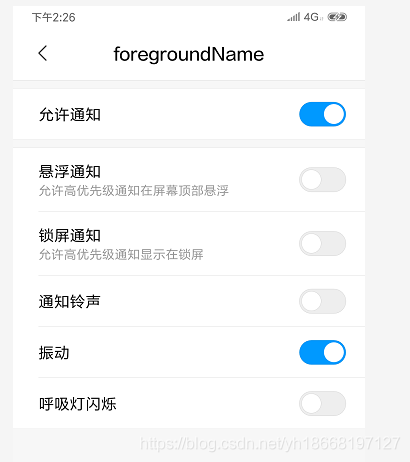 下午2:26
4G
foregroundName
允许通知
悬浮通知
允许高优先级通知在屏幕顶部悬浮
锁屏通知
允许高优先级通知显示在锁屏
通知铃声
振动
呼吸灯闪烁
https://blog.csdn.net/yh18668197127